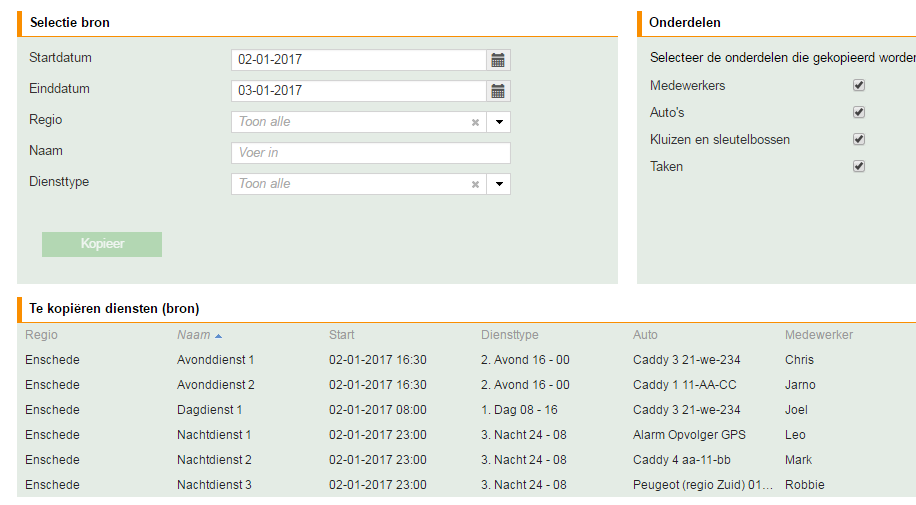 Selectie bron
Startdatum 02-01-2017
Einddatum 03-01-2017
Regio Toon alle
Naam Voer in
Diensttype Toon alle
Kopieer
Onderdelen
Selecteer de onderdelen die gekopieerd worden
Medewerkers
Auto's
Kluizen en sleutelbossen
Taken
Te kopiëren diensten (bron)
Regio Naam Start Diensttype Auto Medewerker
Enschede Avonddienst 1 02-01-2017 16:30 2. Avond 16 - 00 Caddy 3 21-we-234 Chris
Enschede Avonddienst 2 02-01-2017 16:30 2. Avond 16 - 00 Caddy 1 11-AA-CC Jarno
Enschede Dagdienst 1 02-01-2017 08:00 1. Dag 08 - 16 Caddy 3 21-we-234 Joel
Enschede Nachtdienst 1 02-01-2017 23:00 3. Nacht 24 - 08 Alarm Opvolger GPS Leo
Enschede Nachtdienst 2 02-01-2017 23:00 3. Nacht 24 - 08 Caddy 4 aa-11-bb Mark
Enschede Nachtdienst 3 02-01-2017 23:00 3. Nacht 24 - 08 Peugeot (regio Zuid) 01... Robbie